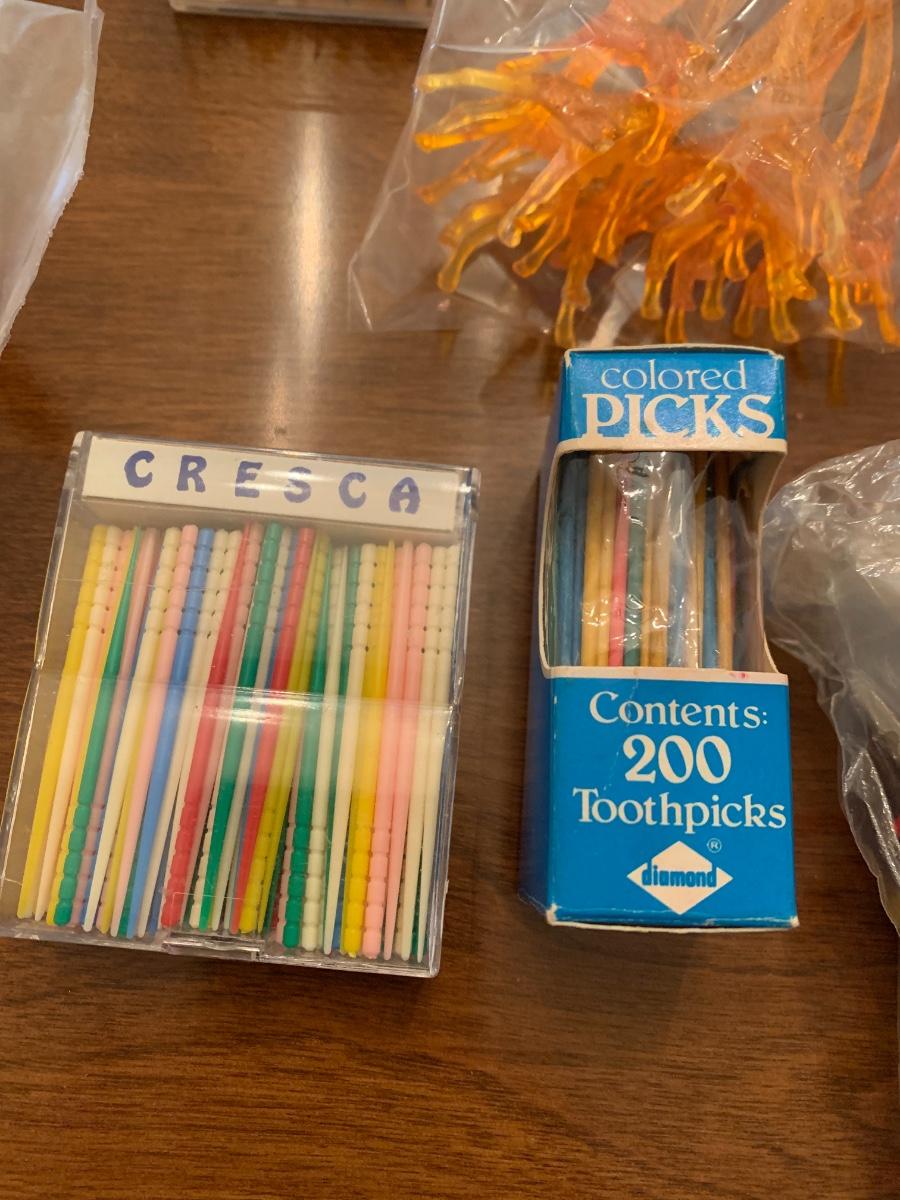 CRESCA
colored
PICKS
Contents:
200
Toothpicks
®
diamond